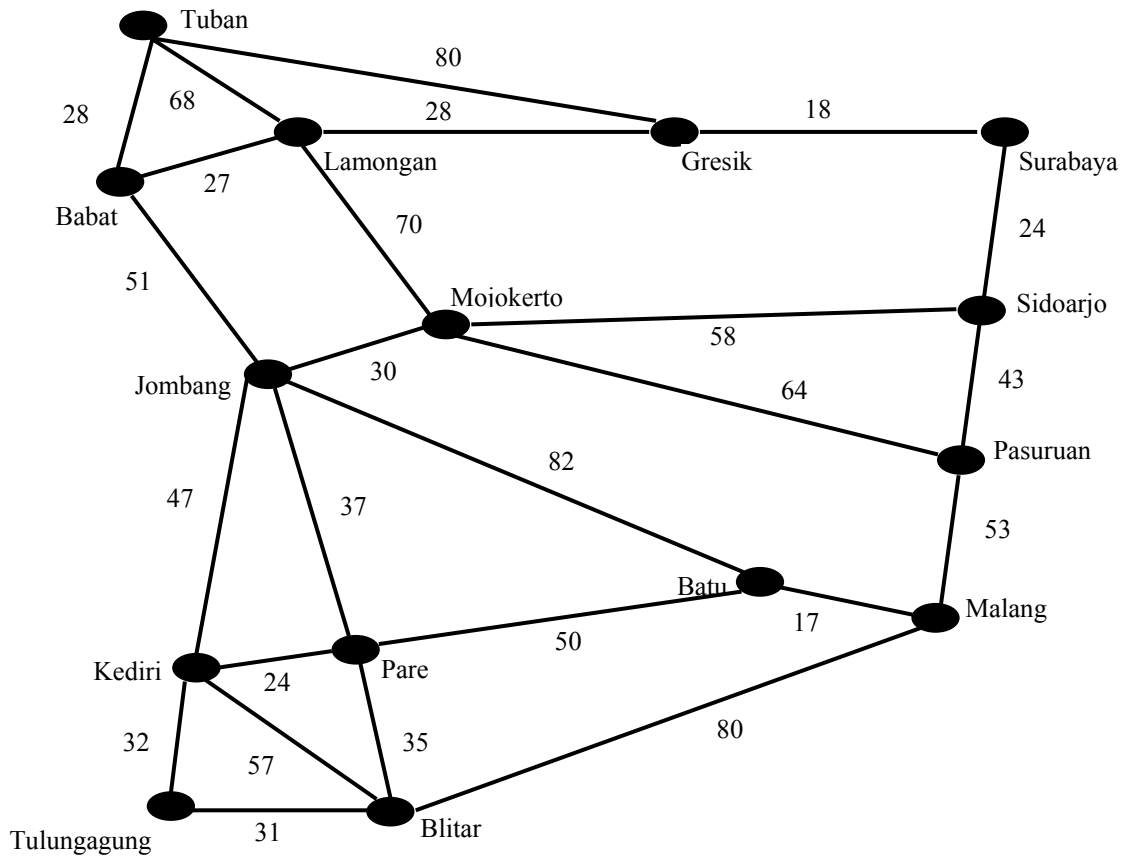 Tuban
80
28
68
28
18
Lamongan
Gresik
Surabaya
27
Babat
70
24
51
Mojokerto
Sidoarjo
58
30
Jombang
43
64
Pasuruan
82
47
37
53
Batu
Malang
17
50
Kediri
Pare
24
80
32
35
57
Blitar
31
Tulungagung